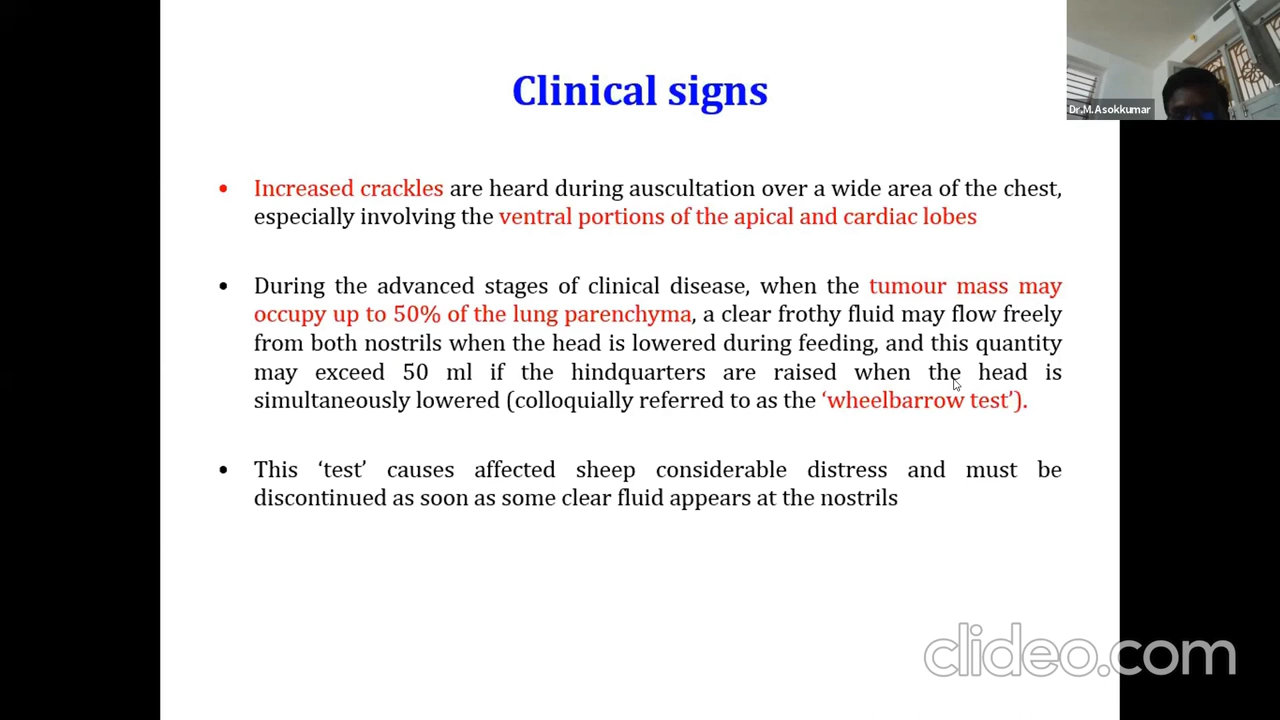 Clinical signs
Dr.M.Asokkumar
• Increased crackles are heard during auscultation over a wide area of the chest,
especially involving the ventral portions of the apical and cardiac lobes
• During the advanced stages of clinical disease, when the tumour mass may
occupy up to 50% of the lung parenchyma, a clear frothy fluid may flow freely
from both nostrils when the head is lowered during feeding, and this quantity
may exceed 50 ml if the hindquarters are raised when the head is
simultaneously lowered (colloquially referred to as the ‘wheelbarrow test’).
• This ‘test’ causes affected sheep considerable distress and must be
discontinued as soon as some clear fluid appears at the nostrils
clideo.com